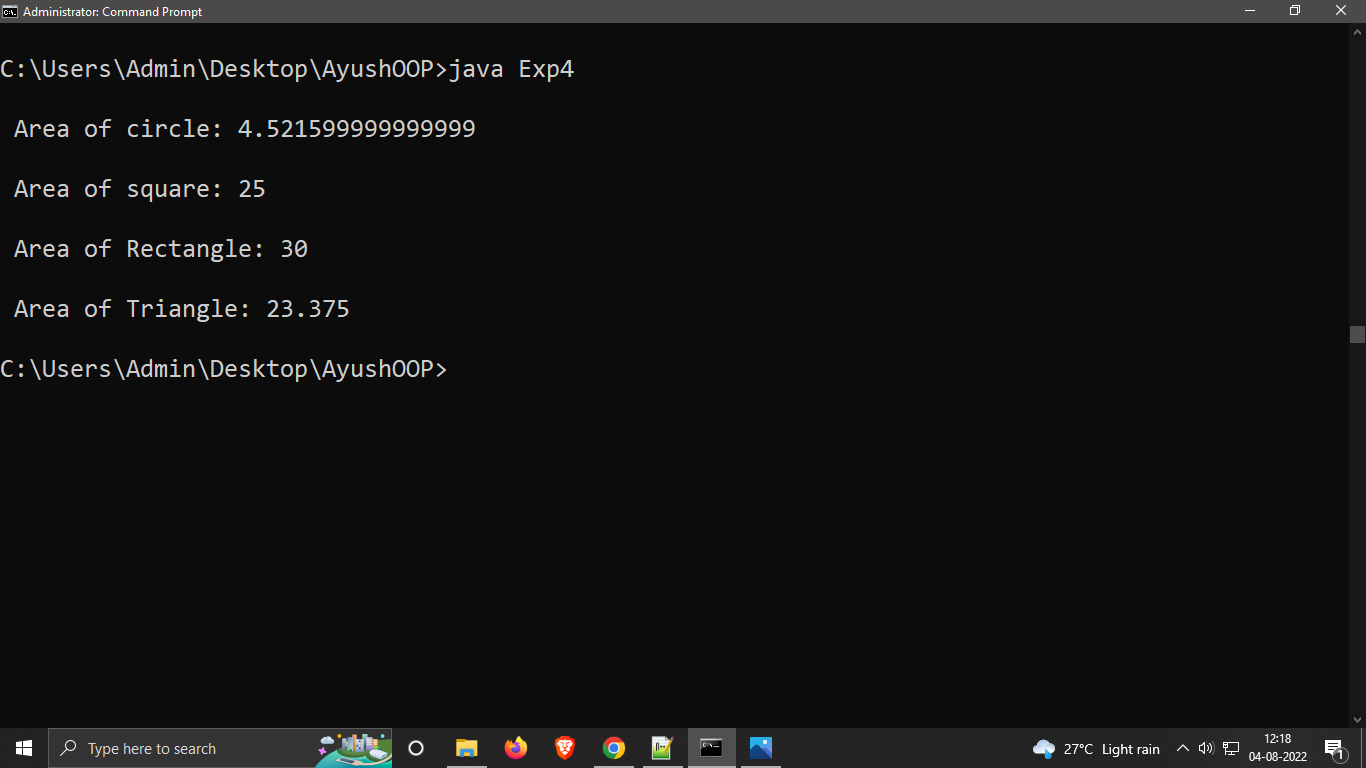 Administrator: Command Prompt
C:\Users\Admin\Desktop\AyushOOP>java Exp4
Area of circle: 4.521599999999999
Area of square: 25
Area of Rectangle: 30
Area of Triangle: 23.375
C:\Users\Admin\Desktop\AyushOOP>
Type here to search
27°C Light rain
12:18
04-08-2022
1